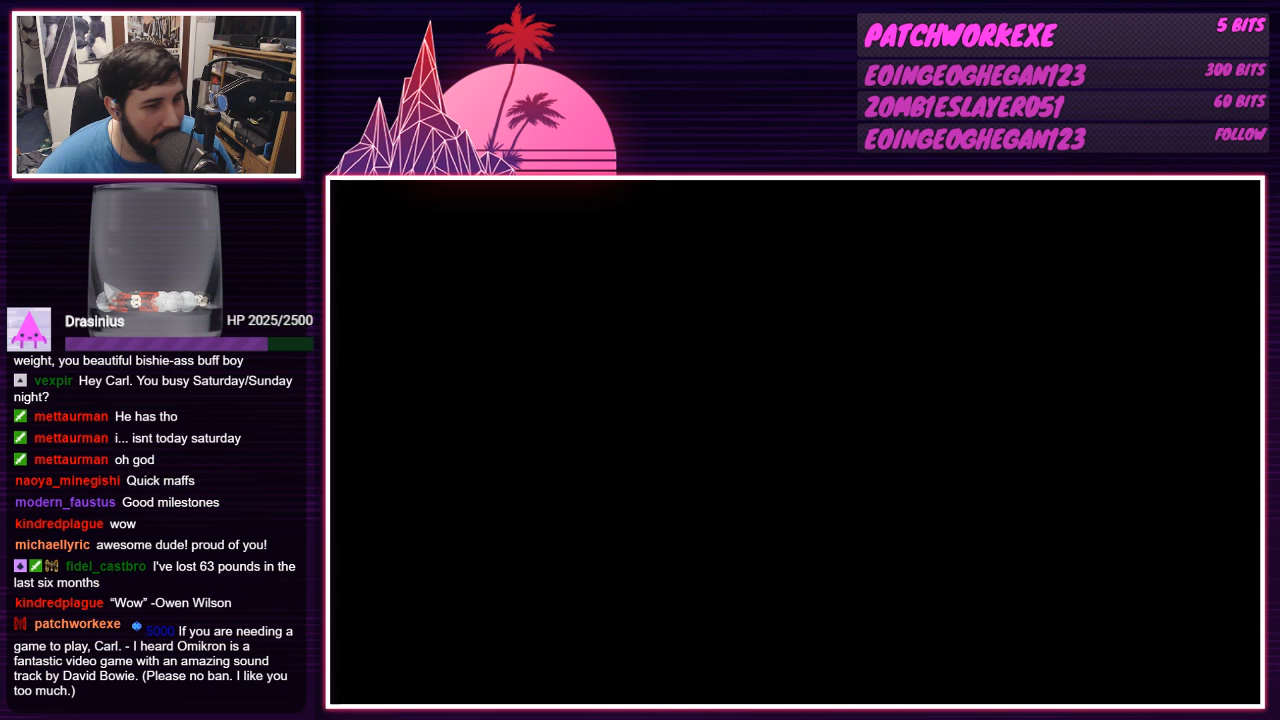 PATCHWORKEXE 5 BITS
EOINGEOGHEGAN123 300 BITS
ZOMB1ESLAYER051 60 BITS
EOINGEOGHEGAN123 FOLLOW
Drasinius HP 2025/2500
weight, you beautiful bishie-ass buff boy
vexpir Hey Carl. You busy Saturday/Sunday
night?
mettaurman He has tho
mettaurman i... isnt today saturday
mettaurman oh god
naoya_minegishi Quick maffs
modern_faustus Good milestones
kindredplague wow
michaellyric awesome dude! proud of you!
fidel_castbro I've lost 63 pounds in the
last six months
kindredplague “Wow” -Owen Wilson
patchworkexe 5000 If you are needing a
game to play, Carl. - I heard Omikron is a
fantastic video game with an amazing sound
track by David Bowie. (Please no ban. I like you
too much.)